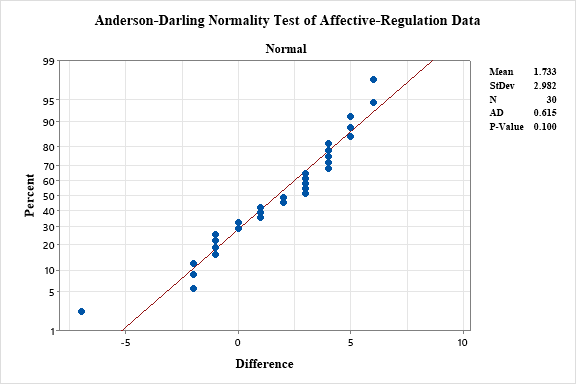 Anderson-Darling Normality Test of Affective-Regulation Data
Normal
Mean 1.733
StDev 2.982
N 30
AD 0.615
P-Value 0.100
Percent
99
95
90
80
70
60
50
40
30
20
10
5
1
-5 0 5 10
Difference